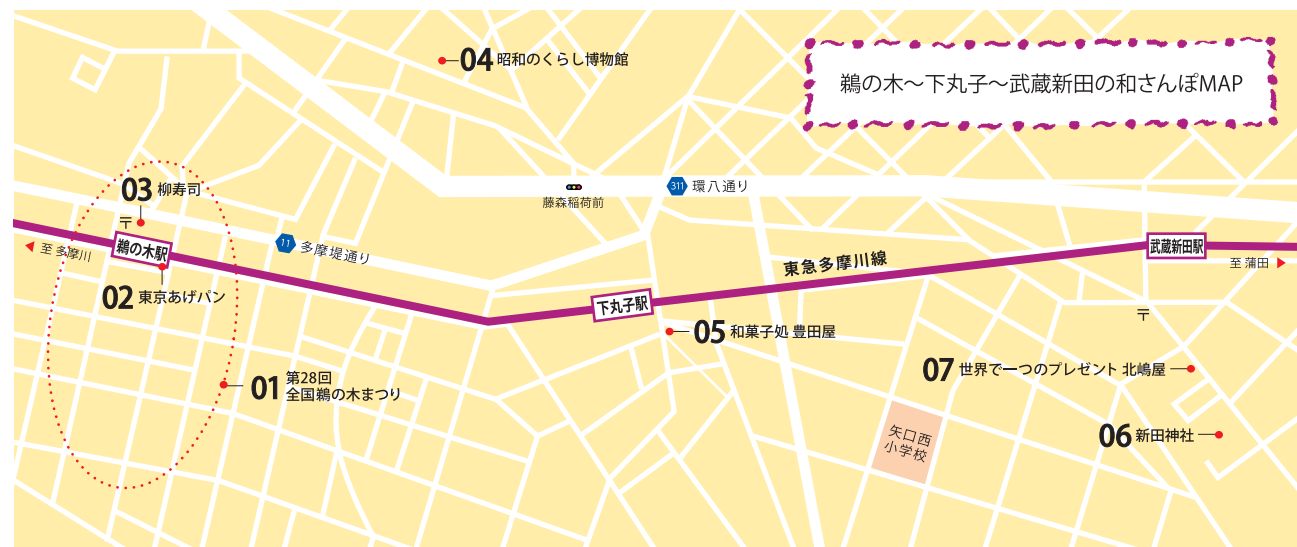 04 昭和のくらし博物館
鵜の木〜下丸子〜武蔵新田の和さんぽMAP
03 柳寿司
311 環八通り
藤森稲荷前
〒
11 多摩堤通り
至 多摩川
鵜の木駅
武蔵新田駅
東急多摩川線
至 蒲田
02 東京あげパン
下丸子駅
〒
05 和菓子処 豊田屋
07 世界で一つのプレゼント 北嶋屋
01 第28回
全国鵜の木まつり
矢口西
小学校
06 新田神社